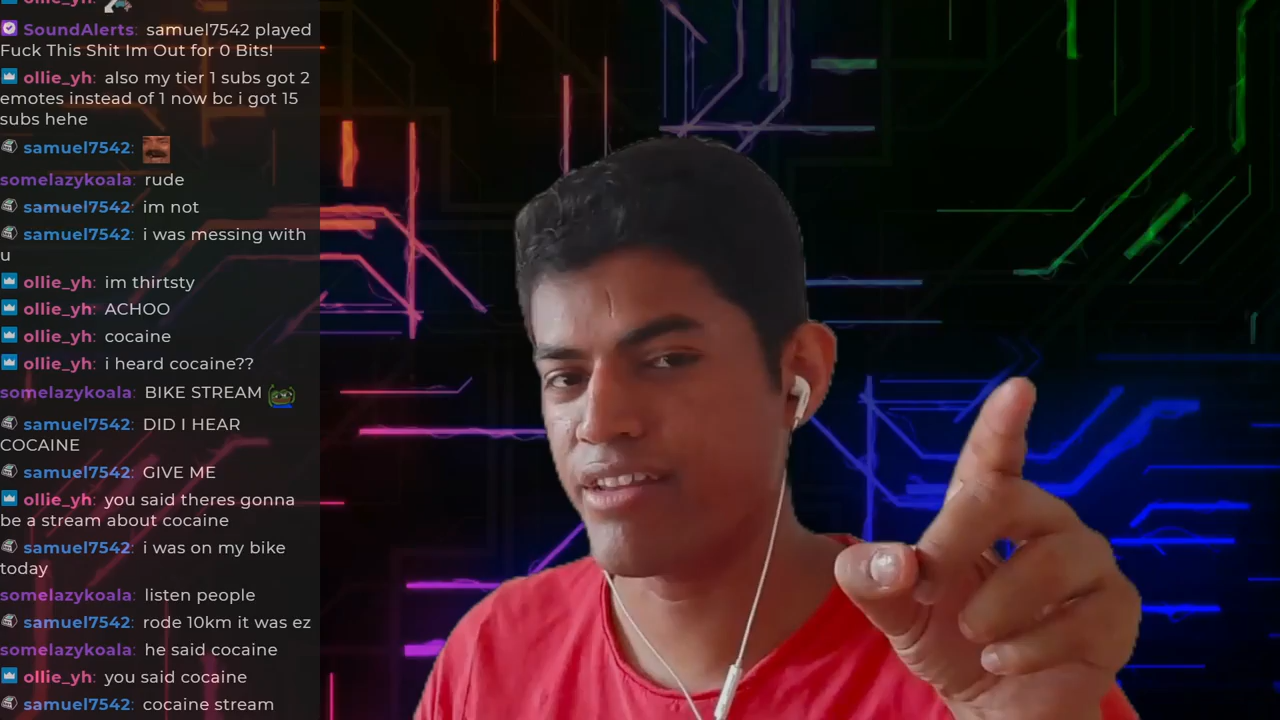 ollie_yh:
SoundAlerts: samuel7542 played
Fuck This Shit Im Out for 0 Bits!
ollie_yh: also my tier 1 subs got 2
emotes instead of 1 now bc i got 15
subs hehe
samuel7542:
somelazykoala: rude
samuel7542: im not
samuel7542: i was messing with
u
ollie_yh: im thirtsty
ollie_yh: ACHOO
ollie_yh: cocaine
ollie_yh: i heard cocaine??
somelazykoala: BIKE STREAM
samuel7542: DID I HEAR
COCAINE
samuel7542: GIVE ME
ollie_yh: you said theres gonna
be a stream about cocaine
samuel7542: i was on my bike
today
somelazykoala: listen people
samuel7542: rode 10km it was ez
somelazykoala: he said cocaine
ollie_yh: you said cocaine
samuel7542: cocaine stream